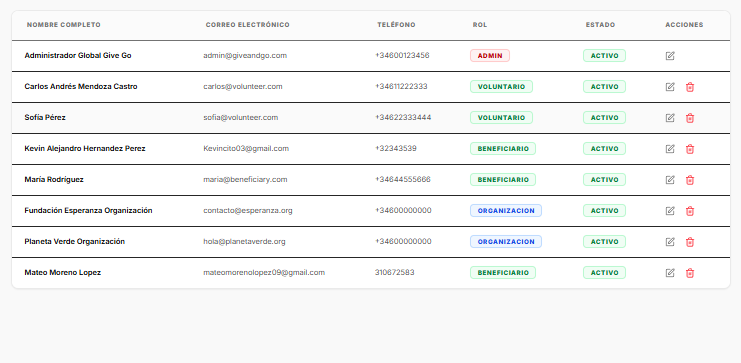 NOMBRE COMPLETO CORREO ELECTRÓNICO TELÉFONO ROL ESTADO ACCIONES
Administrador Global Give Go admin@giveandgo.com +34600123456 ADMIN ACTIVO
Carlos Andrés Mendoza Castro carlos@volunteer.com +34611222333 VOLUNTARIO ACTIVO
Sofía Pérez sofia@volunteer.com +34622333444 VOLUNTARIO ACTIVO
Kevin Alejandro Hernandez Perez Kevincito03@gmail.com +32343539 BENEFICIARIO ACTIVO
María Rodríguez maria@beneficiary.com +34644555666 BENEFICIARIO ACTIVO
Fundación Esperanza Organización contacto@esperanza.org +34600000000 ORGANIZACION ACTIVO
Planeta Verde Organización hola@planetaverde.org +34600000000 ORGANIZACION ACTIVO
Mateo Moreno Lopez mateomorenolopez09@gmail.com 310672583 BENEFICIARIO ACTIVO